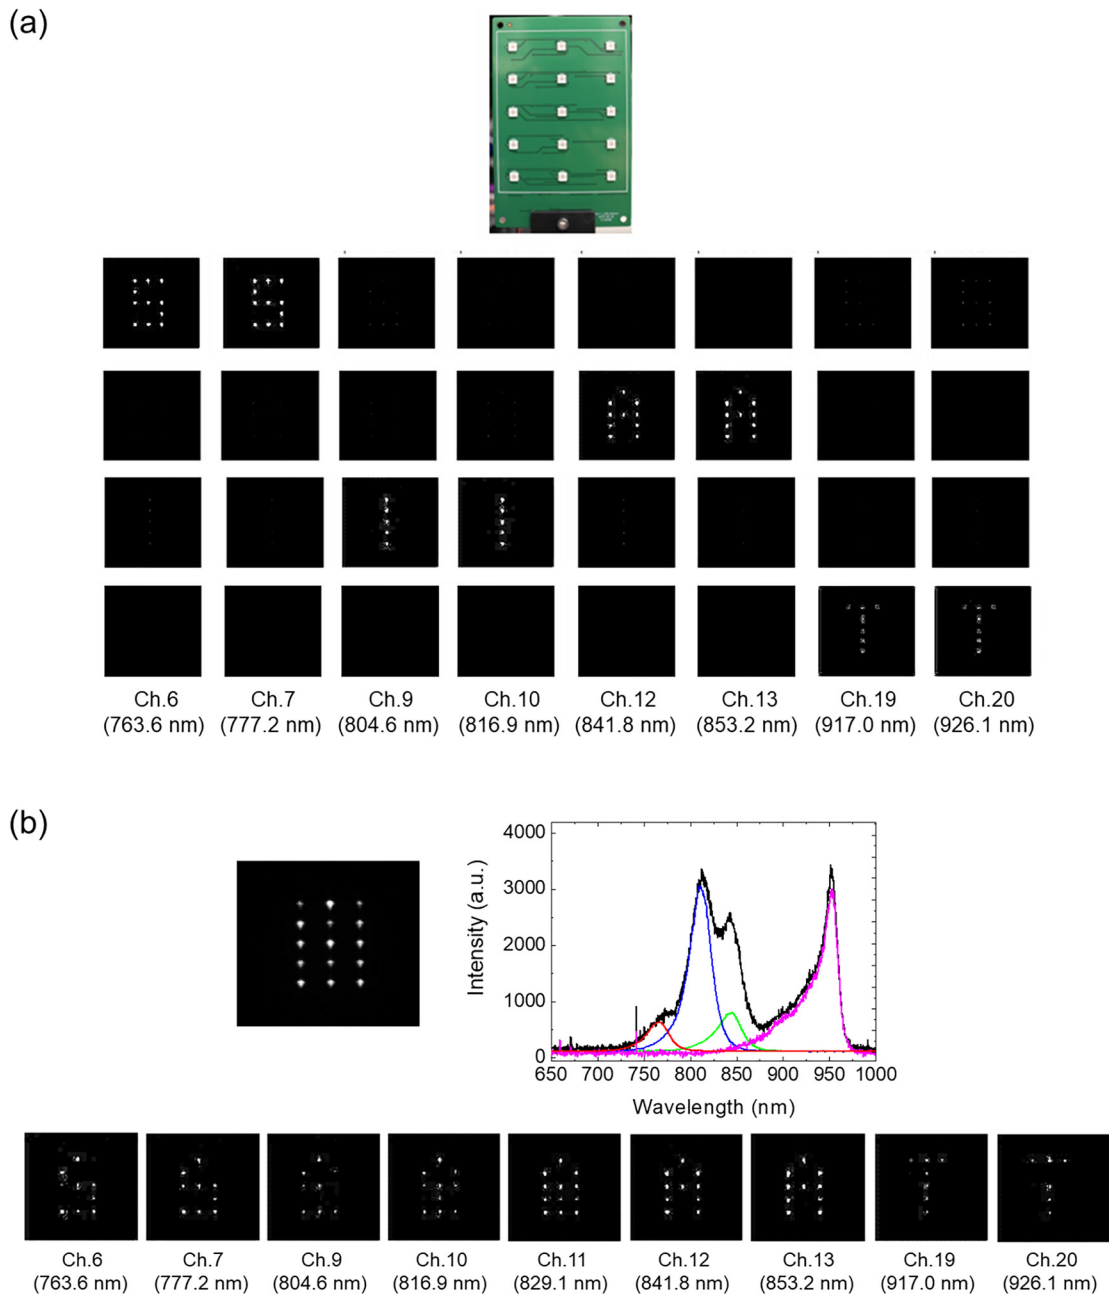 (a)
Ch.6 Ch.7 Ch.9 Ch.10 Ch.12 Ch.13 Ch.19 Ch.20
(763.6 nm) (777.2 nm) (804.6 nm) (816.9 nm) (841.8 nm) (853.2 nm) (917.0 nm) (926.1 nm)
(b)
4000
3000
2000
1000
0
Intensity (a.u.)
650 700 750 800 850 900 950 1000
Wavelength (nm)
Ch.6 Ch.7 Ch.9 Ch.10 Ch.11 Ch.12 Ch.13 Ch.19 Ch.20
(763.6 nm) (777.2 nm) (804.6 nm) (816.9 nm) (829.1 nm) (841.8 nm) (853.2 nm) (917.0 nm) (926.1 nm)